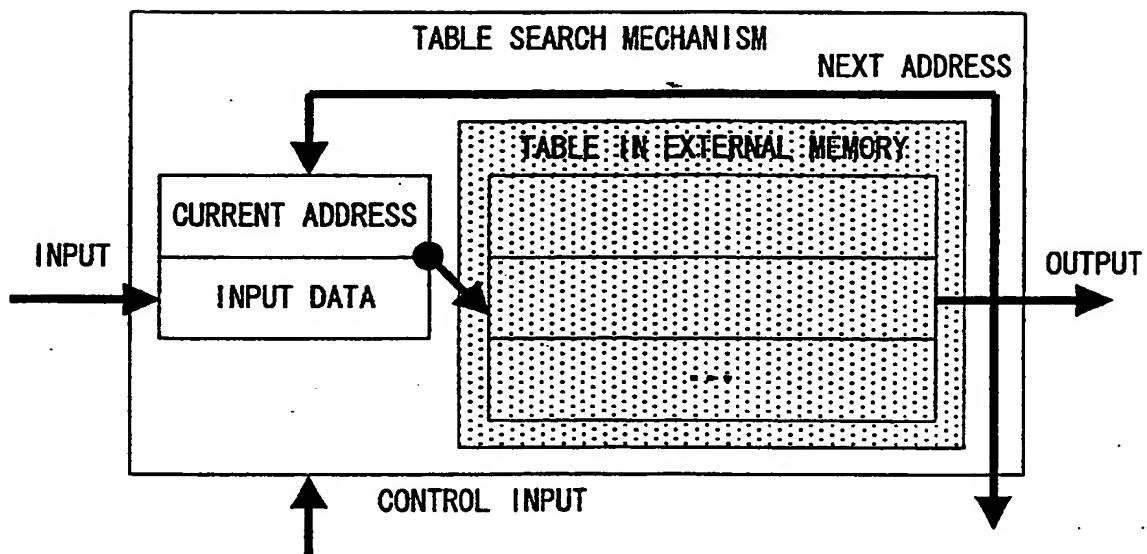 TABLE SEARCH MECHANISM
NEXT ADDRESS
TABLE IN EXTERNAL MEMORY
CURRENT ADDRESS
INPUT
INPUT DATA
OUTPUT
CONTROL INPUT